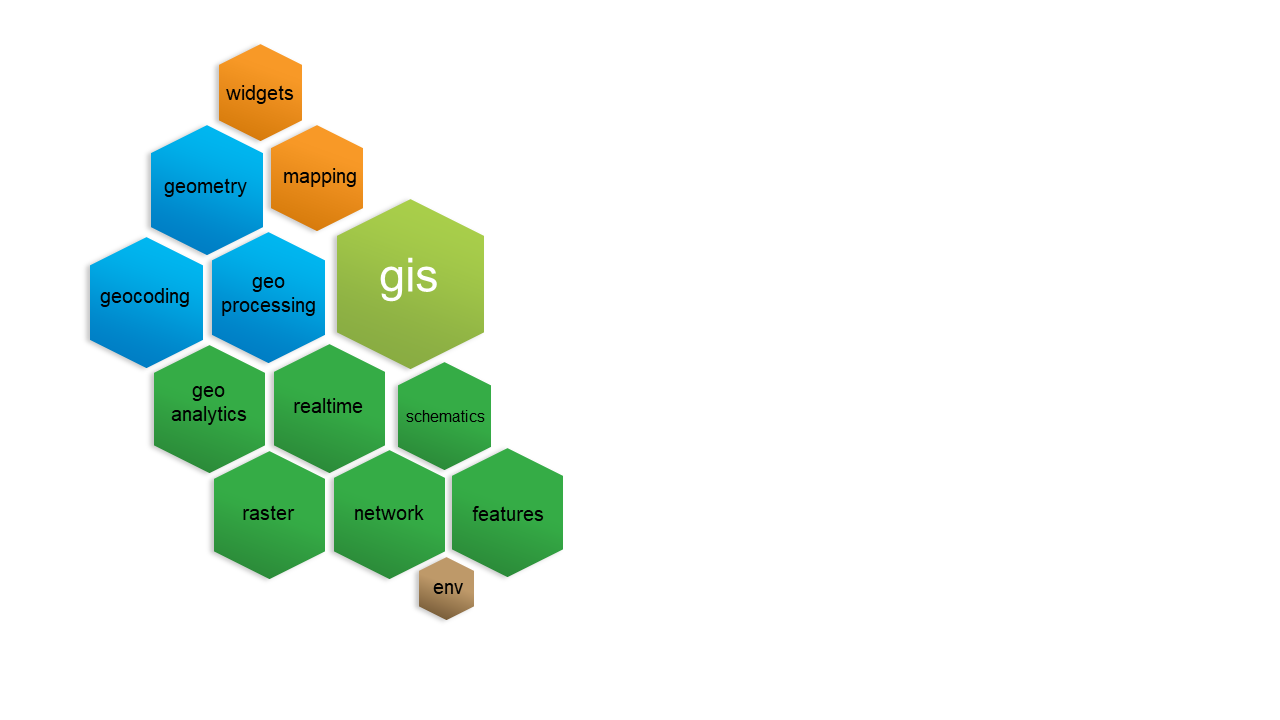 widgets
mapping
geometry
gis
geocoding
geo
processing
geo
analytics
realtime
schematics
raster
network
features
env